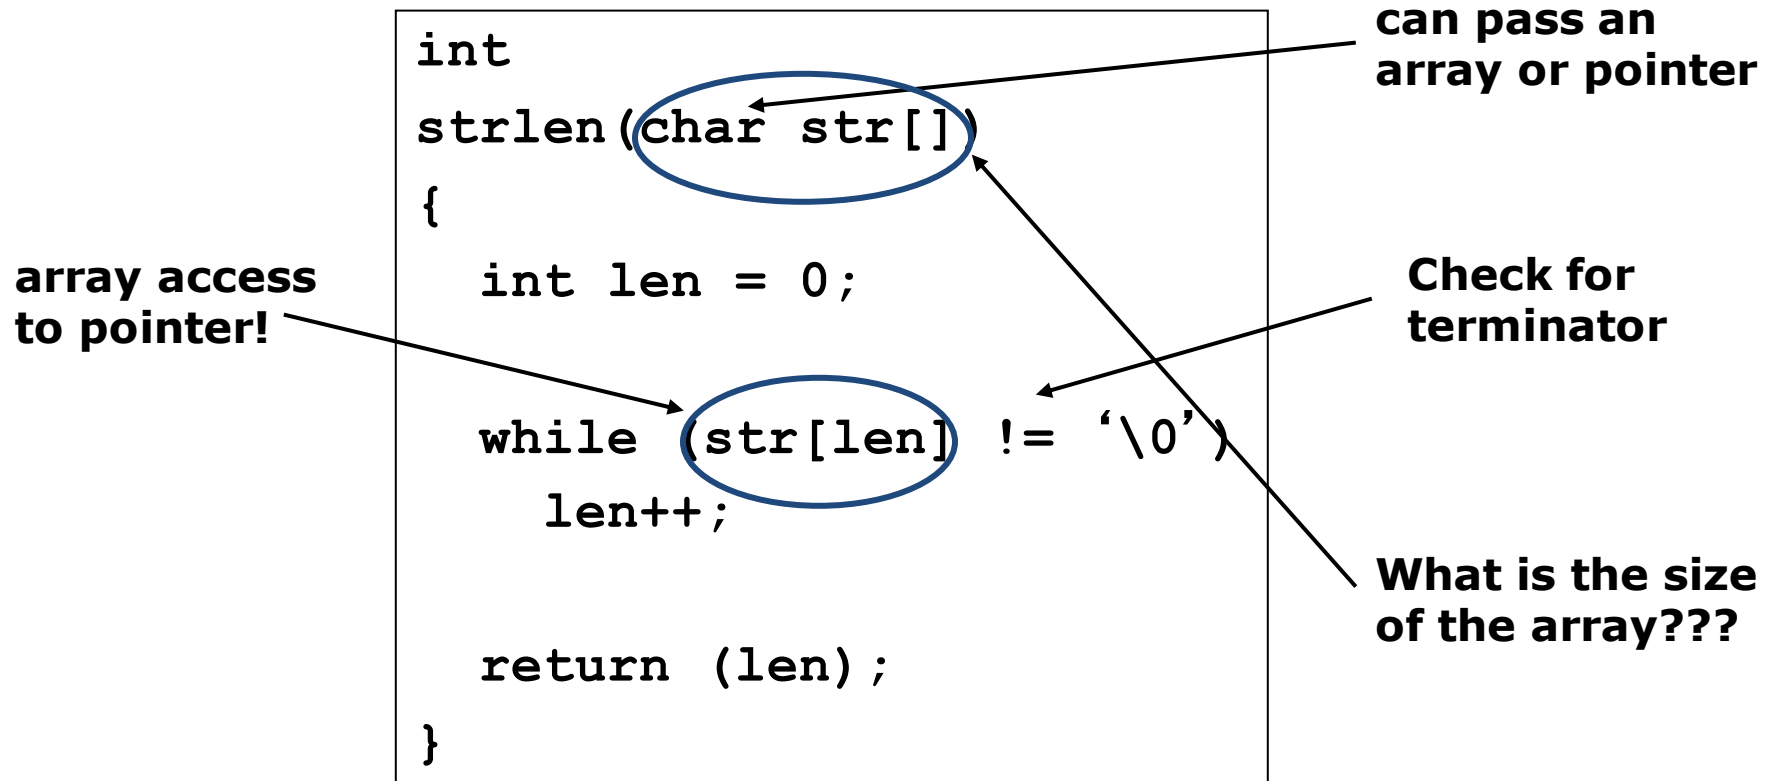 can pass an
array or pointer
int
strlen(char str[])
{
array access
to pointer!
int len = 0;
Check for
terminator
while (str[len] != ‘\0’)
len++;
What is the size
of the array???
return (len);
}